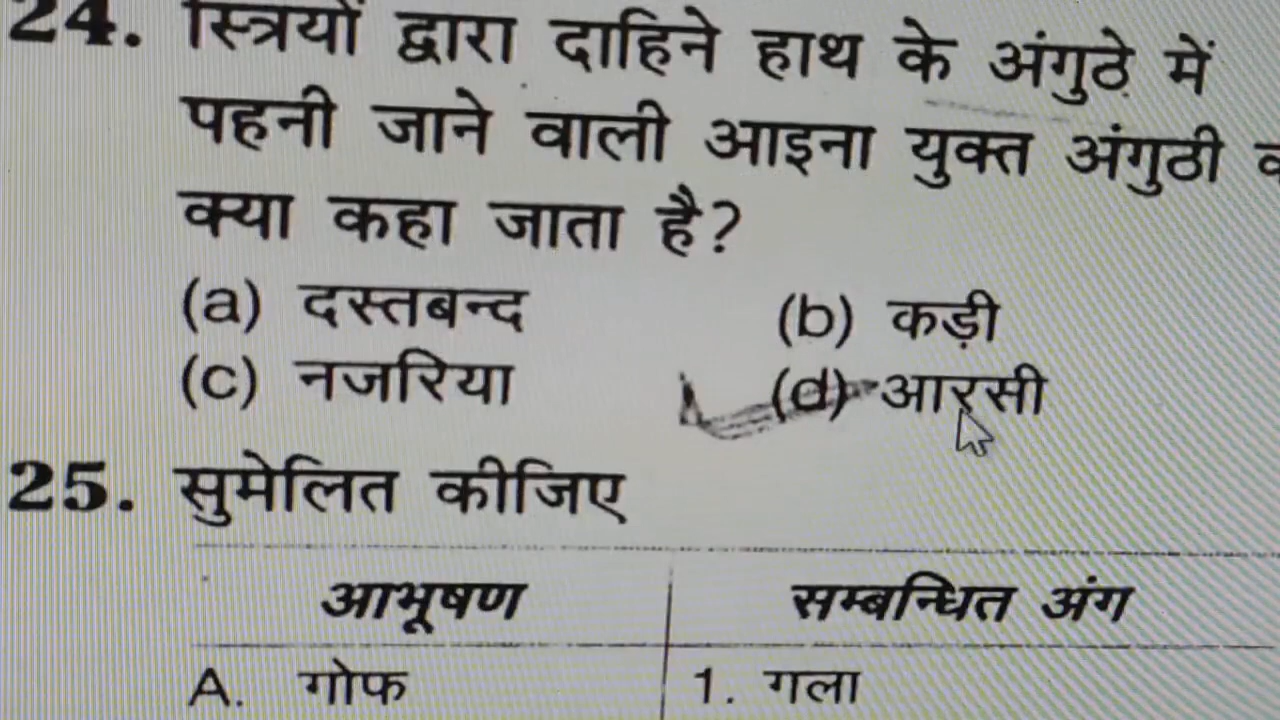 24. स्त्रियों द्वारा दाहिने हाथ के अंगुठे में
पहनी जाने वाली आइना युक्त अंगुठी
क्या कहा जाता है?
(a) दस्तबन्द (b) कड़ी
(c) नजरिया (d) आरसी
25. सुमेलित कीजिए
आभूषण सम्बन्धित अंग
A. गोफ 1. गला